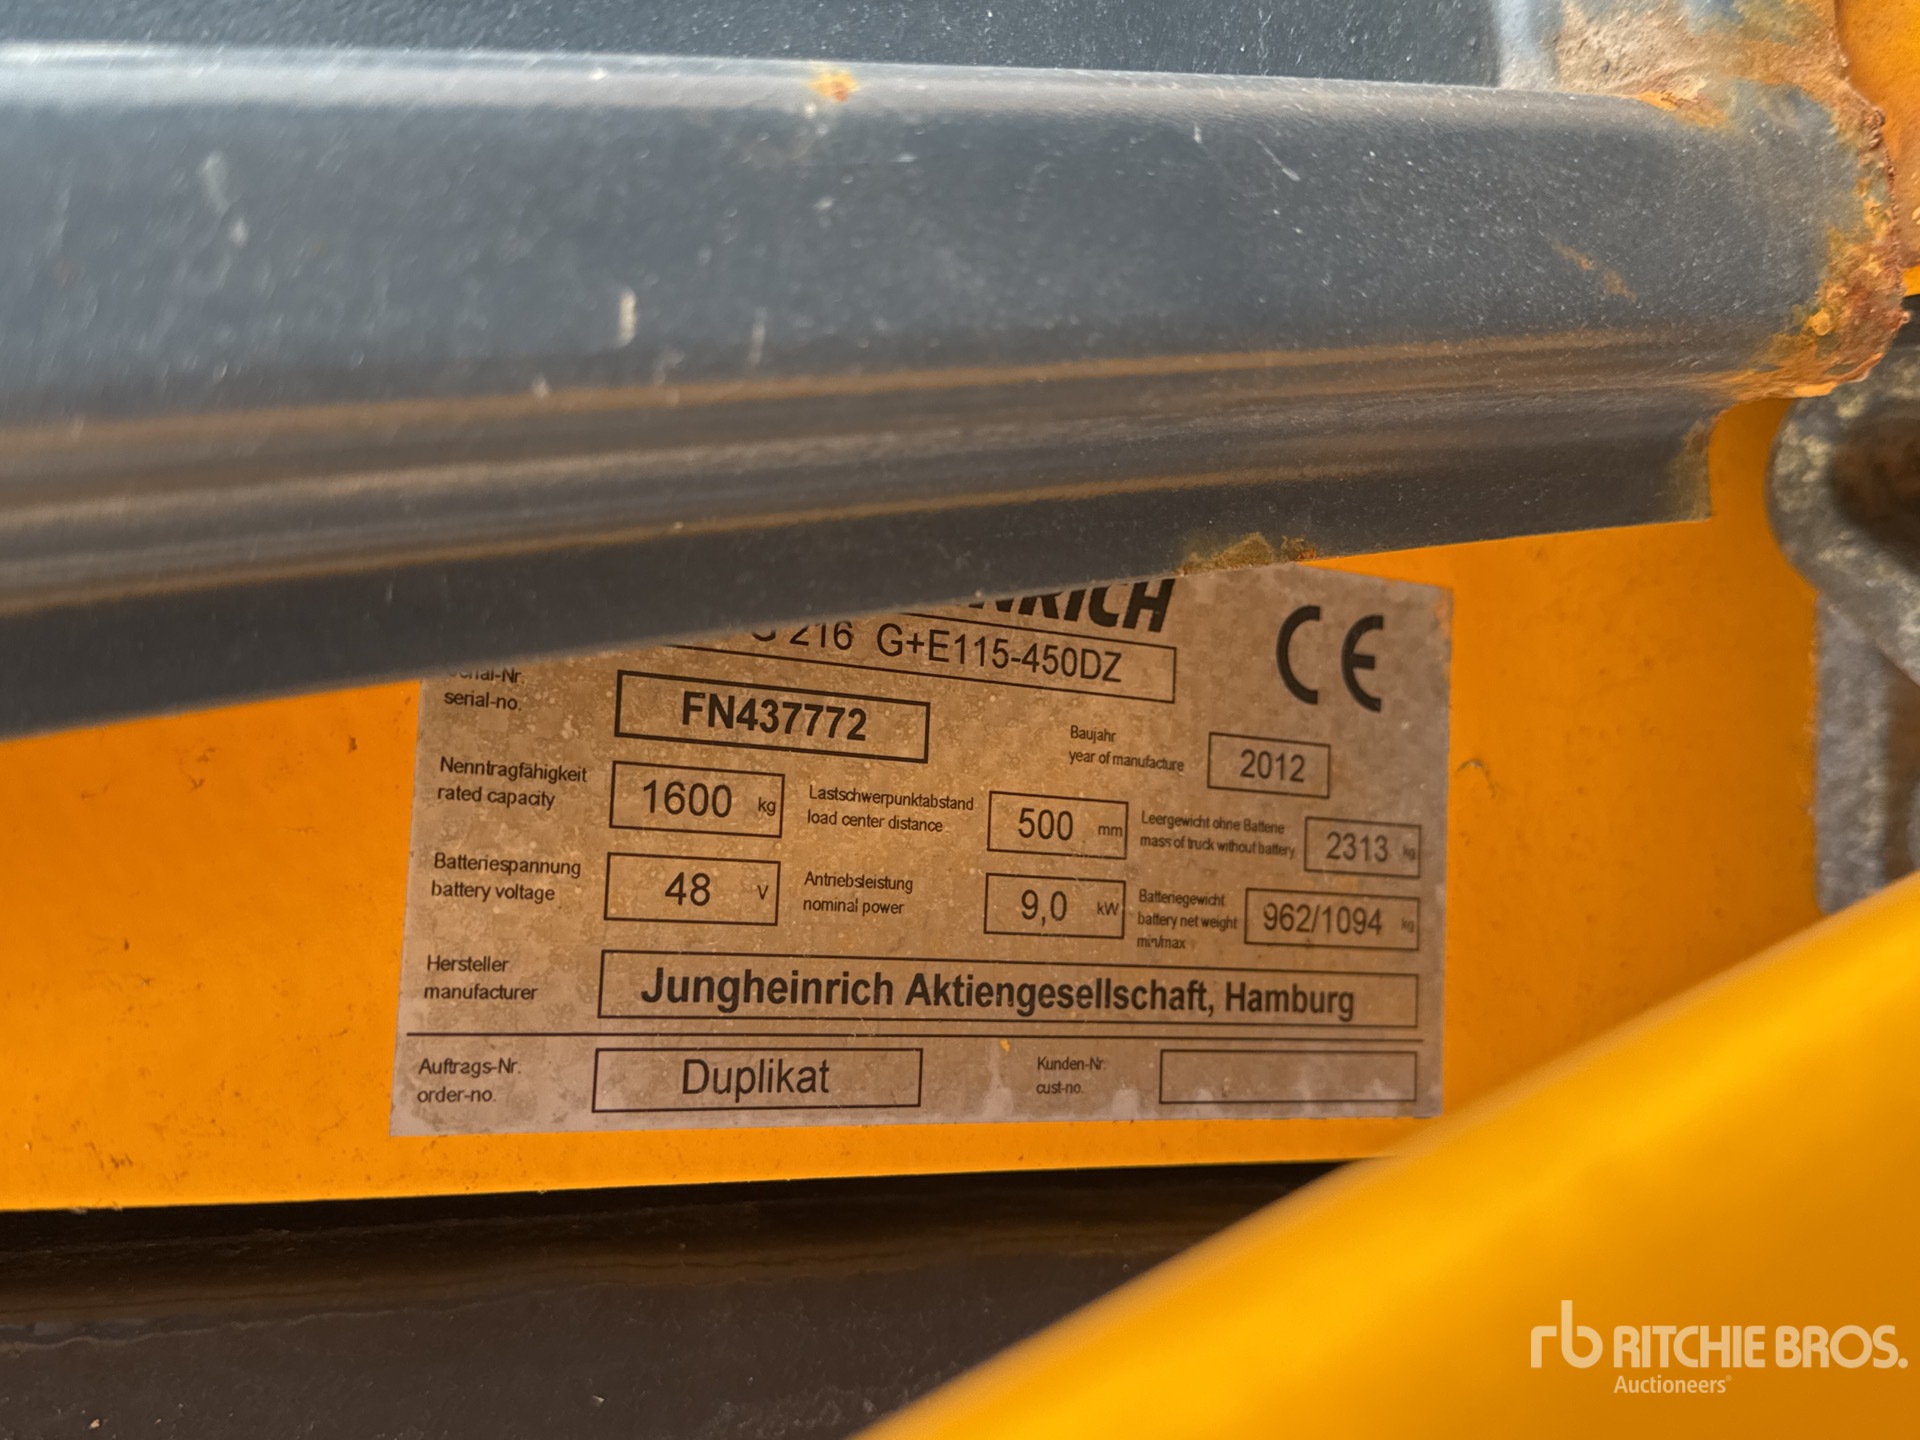 216 G+E115-450DZ
CE
serial-no.
FN437772
Baujahr
year of manufacture
2012
Nenntragfähigkeit
rated capacity
1600 kg
Lastschwerpunktabstand
load center distance
500 mm
Leergewicht ohne Batterie
mass of truck without battery
2313 kg
Batteriespannung
battery voltage
48 V
Antriebsleistung
nominal power
9,0 kW
Batteriegewicht
battery net weight
min/max
962/1094 kg
Hersteller
manufacturer
Jungheinrich Aktiengesellschaft, Hamburg
Auftrags-Nr.
order-no.
Duplikat
Kunden-Nr.
cust-no.
rb RITCHIE BROS.
Auctioneers